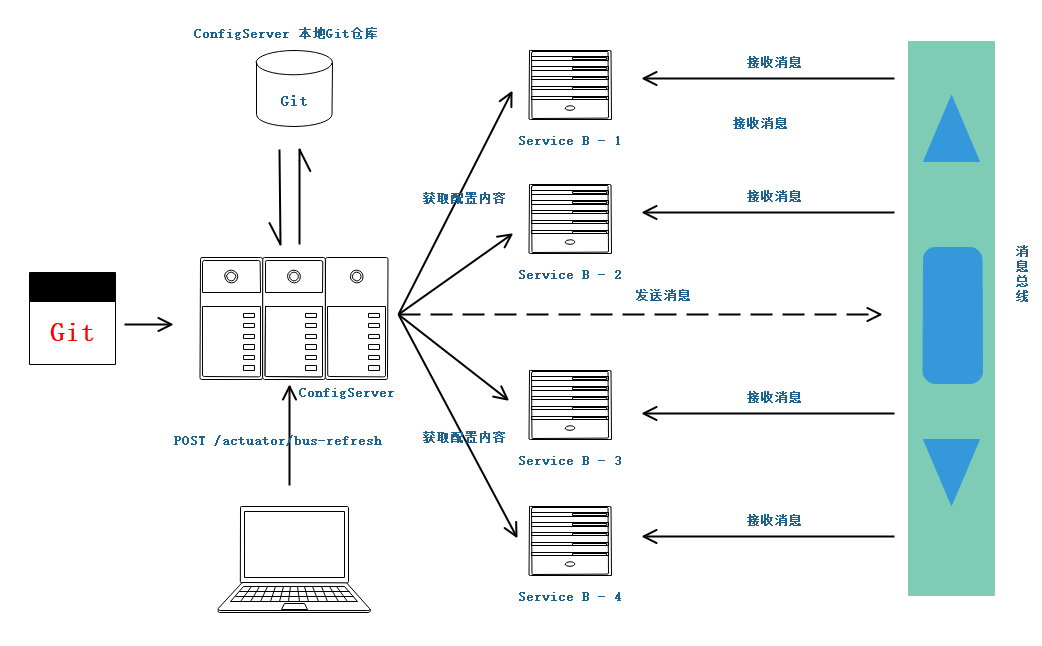 ConfigServer 本地Git仓库
Git
接收消息
Service B - 1
接收消息
获取配置内容
接收消息
Service B - 2
消息总线
发送消息
Git
ConfigServer
接收消息
POST /actuator/bus-refresh
获取配置内容
Service B - 3
接收消息
Service B - 4